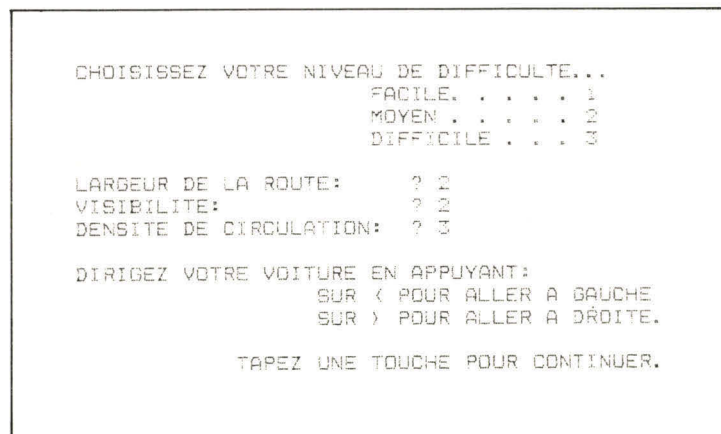 CHOISISSEZ VOTRE NIVEAU DE DIFFICULTE...
FACILE. . . . . 1
MOYEN . . . . . 2
DIFFICILE . . . 3
LARGEUR DE LA ROUTE: ? 2
VISIBILITE: ? 2
DENSITE DE CIRCULATION: ? 3
DIRIGEZ VOTRE VOITURE EN APPUYANT:
SUR < POUR ALLER A GAUCHE
SUR > POUR ALLER A DROITE.
TAPEZ UNE TOUCHE POUR CONTINUER.